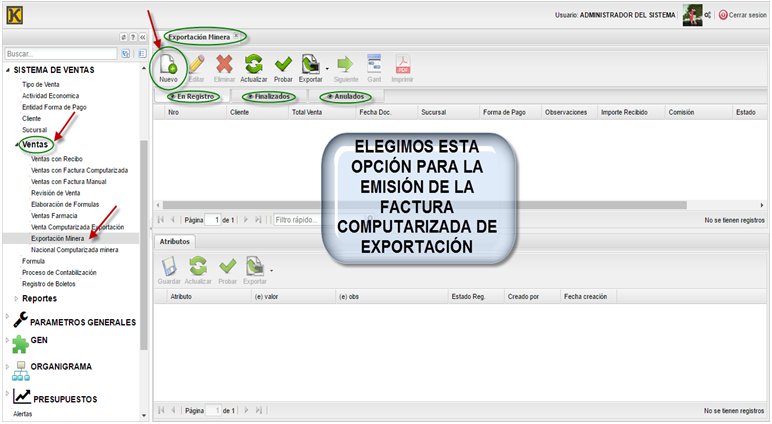 K
Usuario: ADMINISTRADOR DEL SISTEMA
Cerrar sesion
Buscar...
SISTEMA DE VENTAS
Tipo de Venta
Actividad Economica
Entidad Forma de Pago
Cliente
Sucursal
Ventas
Ventas con Recibo
Ventas con Factura Computarizada
Ventas con Factura Manual
Revisión de Venta
Elaboración de Formulas
Ventas Farmacia
Venta Computarizada Exportación
Exportación Minera
Nacional Computarizada minera
Formula
Proceso de Contabilización
Registro de Boletos
Reportes
PARAMETROS GENERALES
GEN
ORGANIGRAMA
PRESUPUESTOS
Alertas
Exportación Minera
Nuevo Editar Eliminar Actualizar Probar Exportar Siguiente Gant Imprimir
En Registro Finalizados Anulados
Nro Cliente Total Venta Fecha Doc. Sucursal Forma de Pago Observaciones Importe Recibido Comisión Estado
ELEGIMOS ESTA
OPCIÓN PARA LA
EMISIÓN DE LA
FACTURA
COMPUTARIZADA DE
EXPORTACIÓN
Página 1 de 1 Filtro rápido... No se tienen registros
Atributos
Guardar Actualizar Probar Exportar
Atributo (e) valor (e) obs Estado Reg. Creado por Fecha creación
Página 1 de 1 No se tienen registros